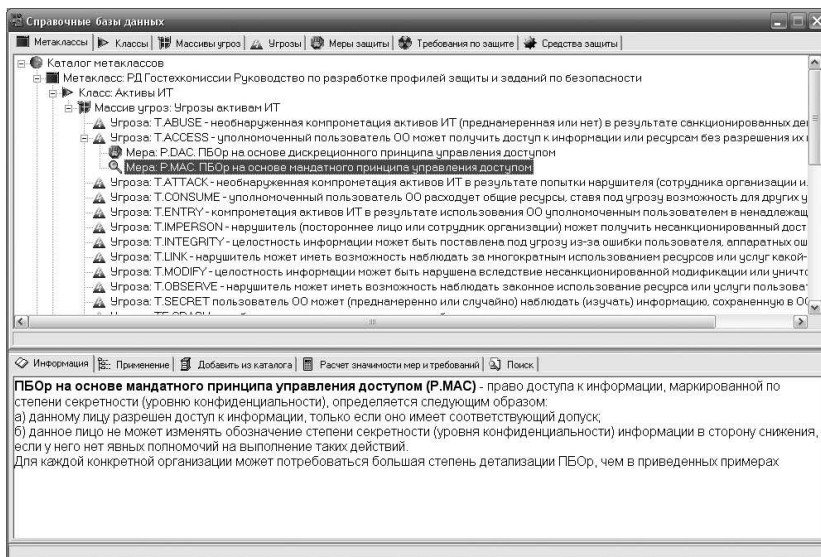 Справочные базы данных
Метаклассы Классы Массивы угроз Угрозы Меры защиты Требования по защите Средства защиты
Каталог метаклассов
Метакласс: РД Гостехкомиссии Руководство по разработке профилей защиты и заданий по безопасности
Класс: Активы ИТ
Массив угроз: Угрозы активам ИТ
Угроза: T.ABUSE - необнаруженная компрометация активов ИТ (преднамеренная или нет) в результате санкционированных де
Угроза: T.ACCESS - уполномоченный пользователь ОО может получить доступ к информации или ресурсам без разрешения их
Мера: P.DAC. ПБОр на основе дискреционного принципа управления доступом
Мера: P.MAC. ПБОр на основе мандатного принципа управления доступом
Угроза: T.ATTACK - необнаруженная компрометация активов ИТ в результате попытки нарушителя (сотрудника организации и
Угроза: T.CONSUME - уполномоченный пользователь ОО расходует общие ресурсы, ставя под угрозу возможность для других у
Угроза: T.ENTRY - компрометация активов ИТ в результате использования ОО уполномоченным пользователем в ненадлежащ
Угроза: T.IMPERSON - нарушитель (постороннее лицо или сотрудник организации) может получить несанкционированный дост
Угроза: T.INTEGRITY - целостность информации может быть поставлена под угрозу из-за ошибки пользователя, аппаратных ош
Угроза: T.LINK - нарушитель может иметь возможность наблюдать за многократным использованием ресурсов или услуг какой-
Угроза: T.MODIFY - целостность информации может быть нарушена вследствие несанкционированной модификации или уничто
Угроза: T.OBSERVE - нарушитель может иметь возможность наблюдать законное использование ресурса или услуги пользова
Угроза: T.SECRET пользователь ОО может (преднамеренно или случайно) наблюдать (изучать) информацию, сохраненную в ОО
Информация Применение Добавить из каталога Расчет значимости мер и требований Поиск
ПБОр на основе мандатного принципа управления доступом (P.MAC) - право доступа к информации, маркированной по
степени секретности (уровню конфиденциальности), определяется следующим образом:
а) данному лицу разрешен доступ к информации, только если оно имеет соответствующий допуск;
б) данное лицо не может изменять обозначение степени секретности (уровня конфиденциальности) информации в сторону снижения,
если у него нет явных полномочий на выполнение таких действий.
Для каждой конкретной организации может потребоваться большая степень детализации ПБОр, чем в приведенных примерах